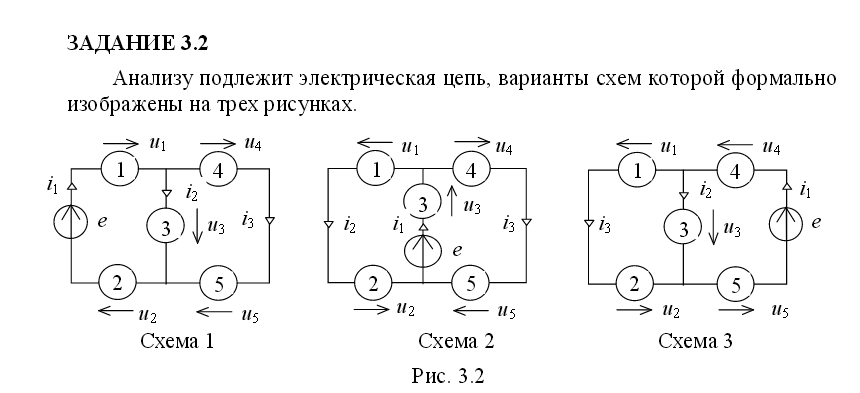 ЗАДАНИЕ 3.2
Анализу подлежит электрическая цепь, варианты схем которой формально
изображены на трех рисунках.
u1 u4
1 4
i1 i2
e 3 u3 i3
2 5
u2 u5
Схема 1
u1 u4
1 4
3 u3
i2 i1 i3
e
2 5
u2 u5
Схема 2
u1 u4
1 4
i2 i1
i3 3 u3 e
2 5
u2 u5
Схема 3
Рис. 3.2